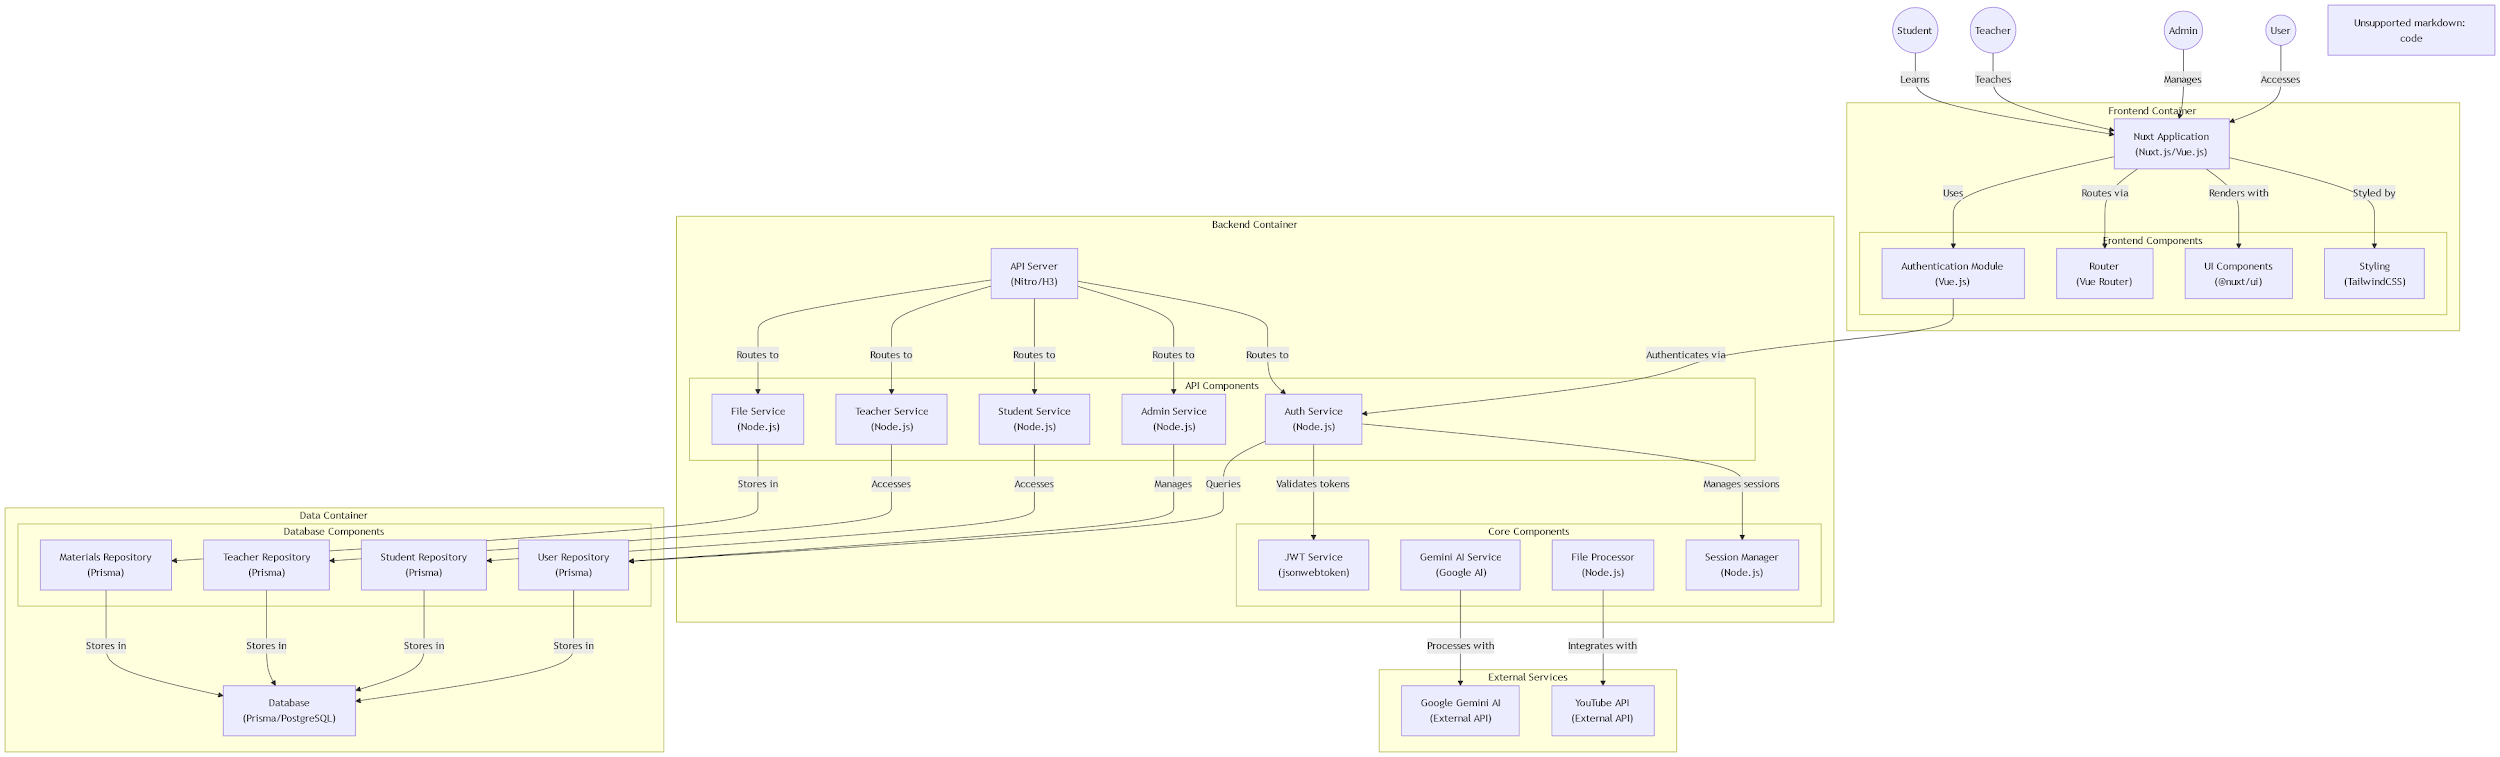 Student
Teacher
Admin
User
Unsupported markdown:
code
Learns
Teaches
Manages
Accesses
Frontend Container
Nuxt Application
(Nuxt.js/Vue.js)
Uses
Routes via
Renders with
Styled by
Frontend Components
Authentication Module
(Vue.js)
Router
(Vue Router)
UI Components
(@nuxt/ui)
Styling
(TailwindCSS)
Backend Container
API Server
(Nitro/H3)
Routes to
Routes to
Routes to
Routes to
Routes to
Authenticates via
API Components
File Service
(Node.js)
Teacher Service
(Node.js)
Student Service
(Node.js)
Admin Service
(Node.js)
Auth Service
(Node.js)
Stores in
Accesses
Accesses
Manages
Queries
Validates tokens
Manages sessions
Data Container
Database Components
Materials Repository
(Prisma)
Teacher Repository
(Prisma)
Student Repository
(Prisma)
User Repository
(Prisma)
Core Components
JWT Service
(jsonwebtoken)
Gemini AI Service
(Google AI)
File Processor
(Node.js)
Session Manager
(Node.js)
Stores in
Stores in
Stores in
Stores in
Processes with
Integrates with
Database
(Prisma/PostgreSQL)
External Services
Google Gemini AI
(External API)
YouTube API
(External API)